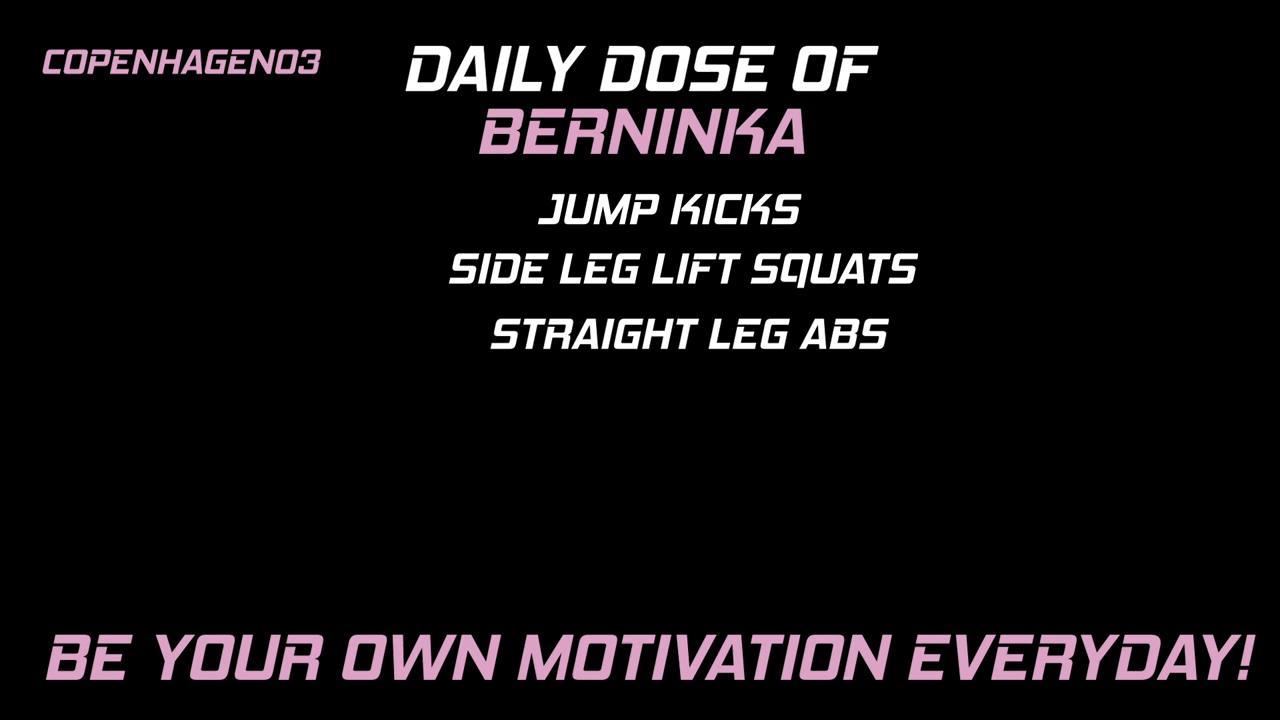 COPENHAGEN03
DAILY DOSE OF
BERNINKA
JUMP KICKS
SIDE LEG LIFT SQUATS
STRAIGHT LEG ABS
BE YOUR OWN MOTIVATION EVERYDAY!